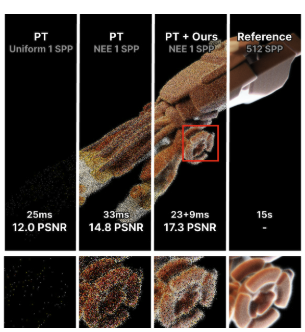 PT
Uniform 1 SPP
PT
NEE 1 SPP
PT + Ours
NEE 1 SPP
Reference
512 SPP
25ms
12.0 PSNR
33ms
14.8 PSNR
23+9ms
17.3 PSNR
15s
-